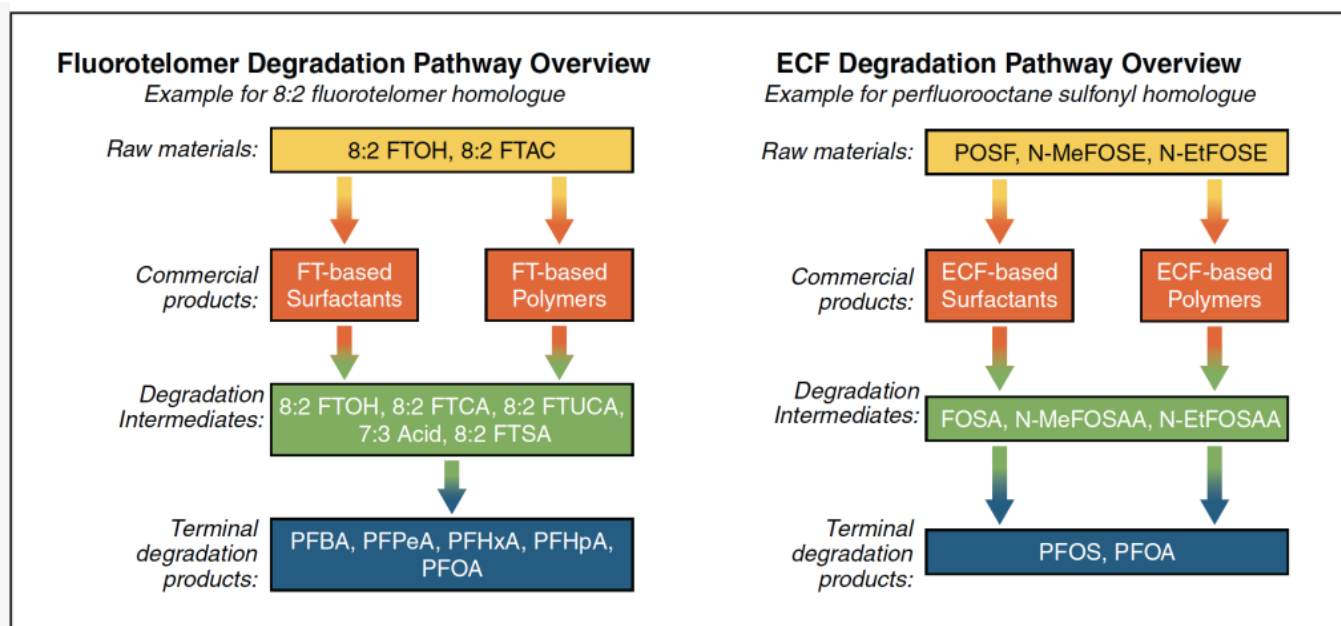 Fluorotelomer Degradation Pathway Overview
Example for 8:2 fluorotelomer homologue
Raw materials:
8:2 FTOH, 8:2 FTAC
Commercial
products:
FT-based
Surfactants
FT-based
Polymers
Degradation
Intermediates:
8:2 FTOH, 8:2 FTCA, 8:2 FTUCA,
7:3 Acid, 8:2 FTSA
Terminal
degradation
products:
PFBA, PFPeA, PFHxA, PFHpA,
PFOA
ECF Degradation Pathway Overview
Example for perfluorooctane sulfonyl homologue
Raw materials:
POSF, N-MeFOSE, N-EtFOSE
Commercial
products:
ECF-based
Surfactants
ECF-based
Polymers
Degradation
Intermediates:
FOSA, N-MeFOSAA, N-EtFOSAA
Terminal
degradation
products:
PFOS, PFOA